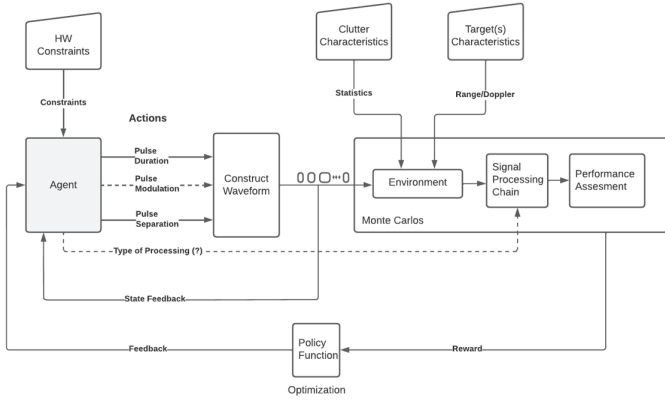 HW
Constraints
Clutter
Characteristics
Target(s)
Characteristics
Constraints
Actions
Statistics
Range/Doppler
Pulse
Duration
Agent
Pulse
Modulation
Construct
Waveform
Environment
Signal
Processing
Chain
Performance
Assesment
Pulse
Separation
Monte Carlos
Type of Processing (?)
State Feedback
Feedback
Policy
Function
Reward
Optimization